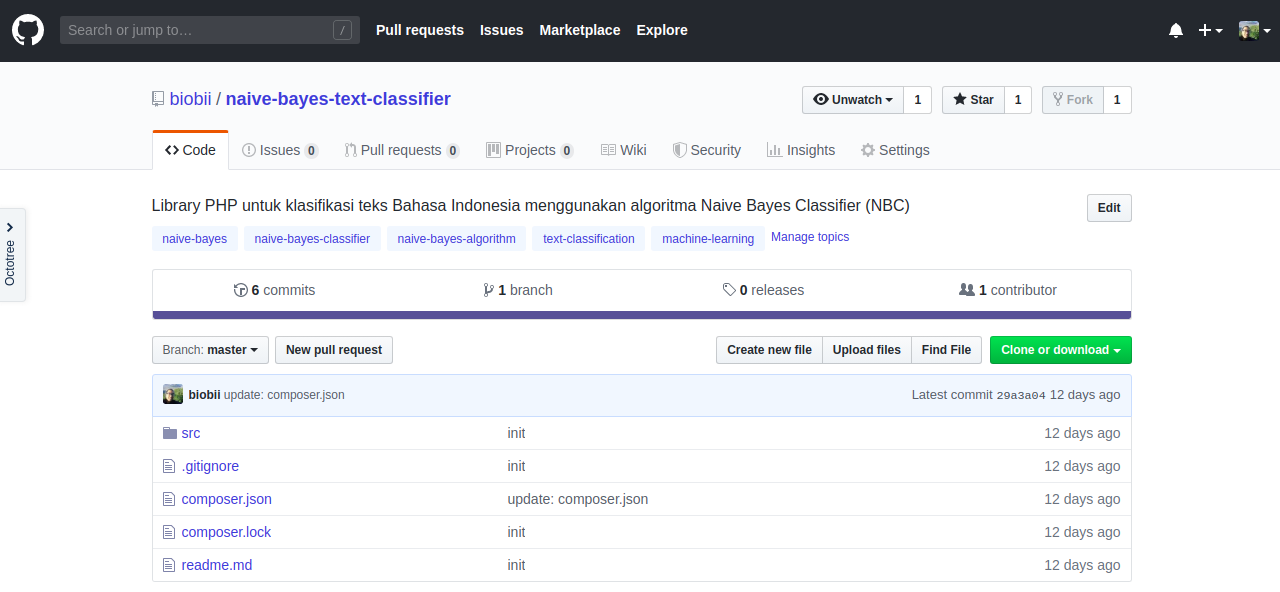 Search or jump to… / Pull requests Issues Marketplace Explore
biobii / naive-bayes-text-classifier Unwatch 1 Star 1 Fork 1
Code Issues 0 Pull requests 0 Projects 0 Wiki Security Insights Settings
Library PHP untuk klasifikasi teks Bahasa Indonesia menggunakan algoritma Naive Bayes Classifier (NBC) Edit
naive-bayes naive-bayes-classifier naive-bayes-algorithm text-classification machine-learning Manage topics
Octotree
6 commits 1 branch 0 releases 1 contributor
Branch: master New pull request Create new file Upload files Find File Clone or download
biobii update: composer.json Latest commit 29a3a04 12 days ago
src init 12 days ago
.gitignore init 12 days ago
composer.json update: composer.json 12 days ago
composer.lock init 12 days ago
readme.md init 12 days ago